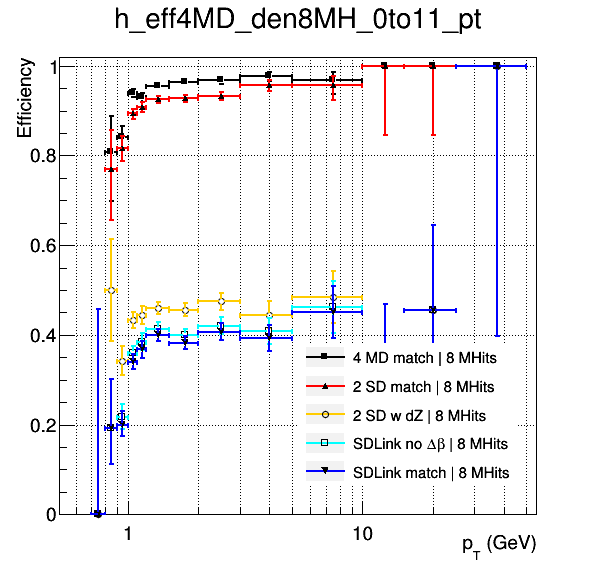 h_eff4MD_den8MH_0to11_pt
Efficiency
1
0.8
0.6
0.4
0.2
0
4 MD match | 8 MHits
2 SD match | 8 MHits
2 SD w dZ | 8 MHits
SDLink no Δβ | 8 MHits
SDLink match | 8 MHits
1 10
p_T (GeV)